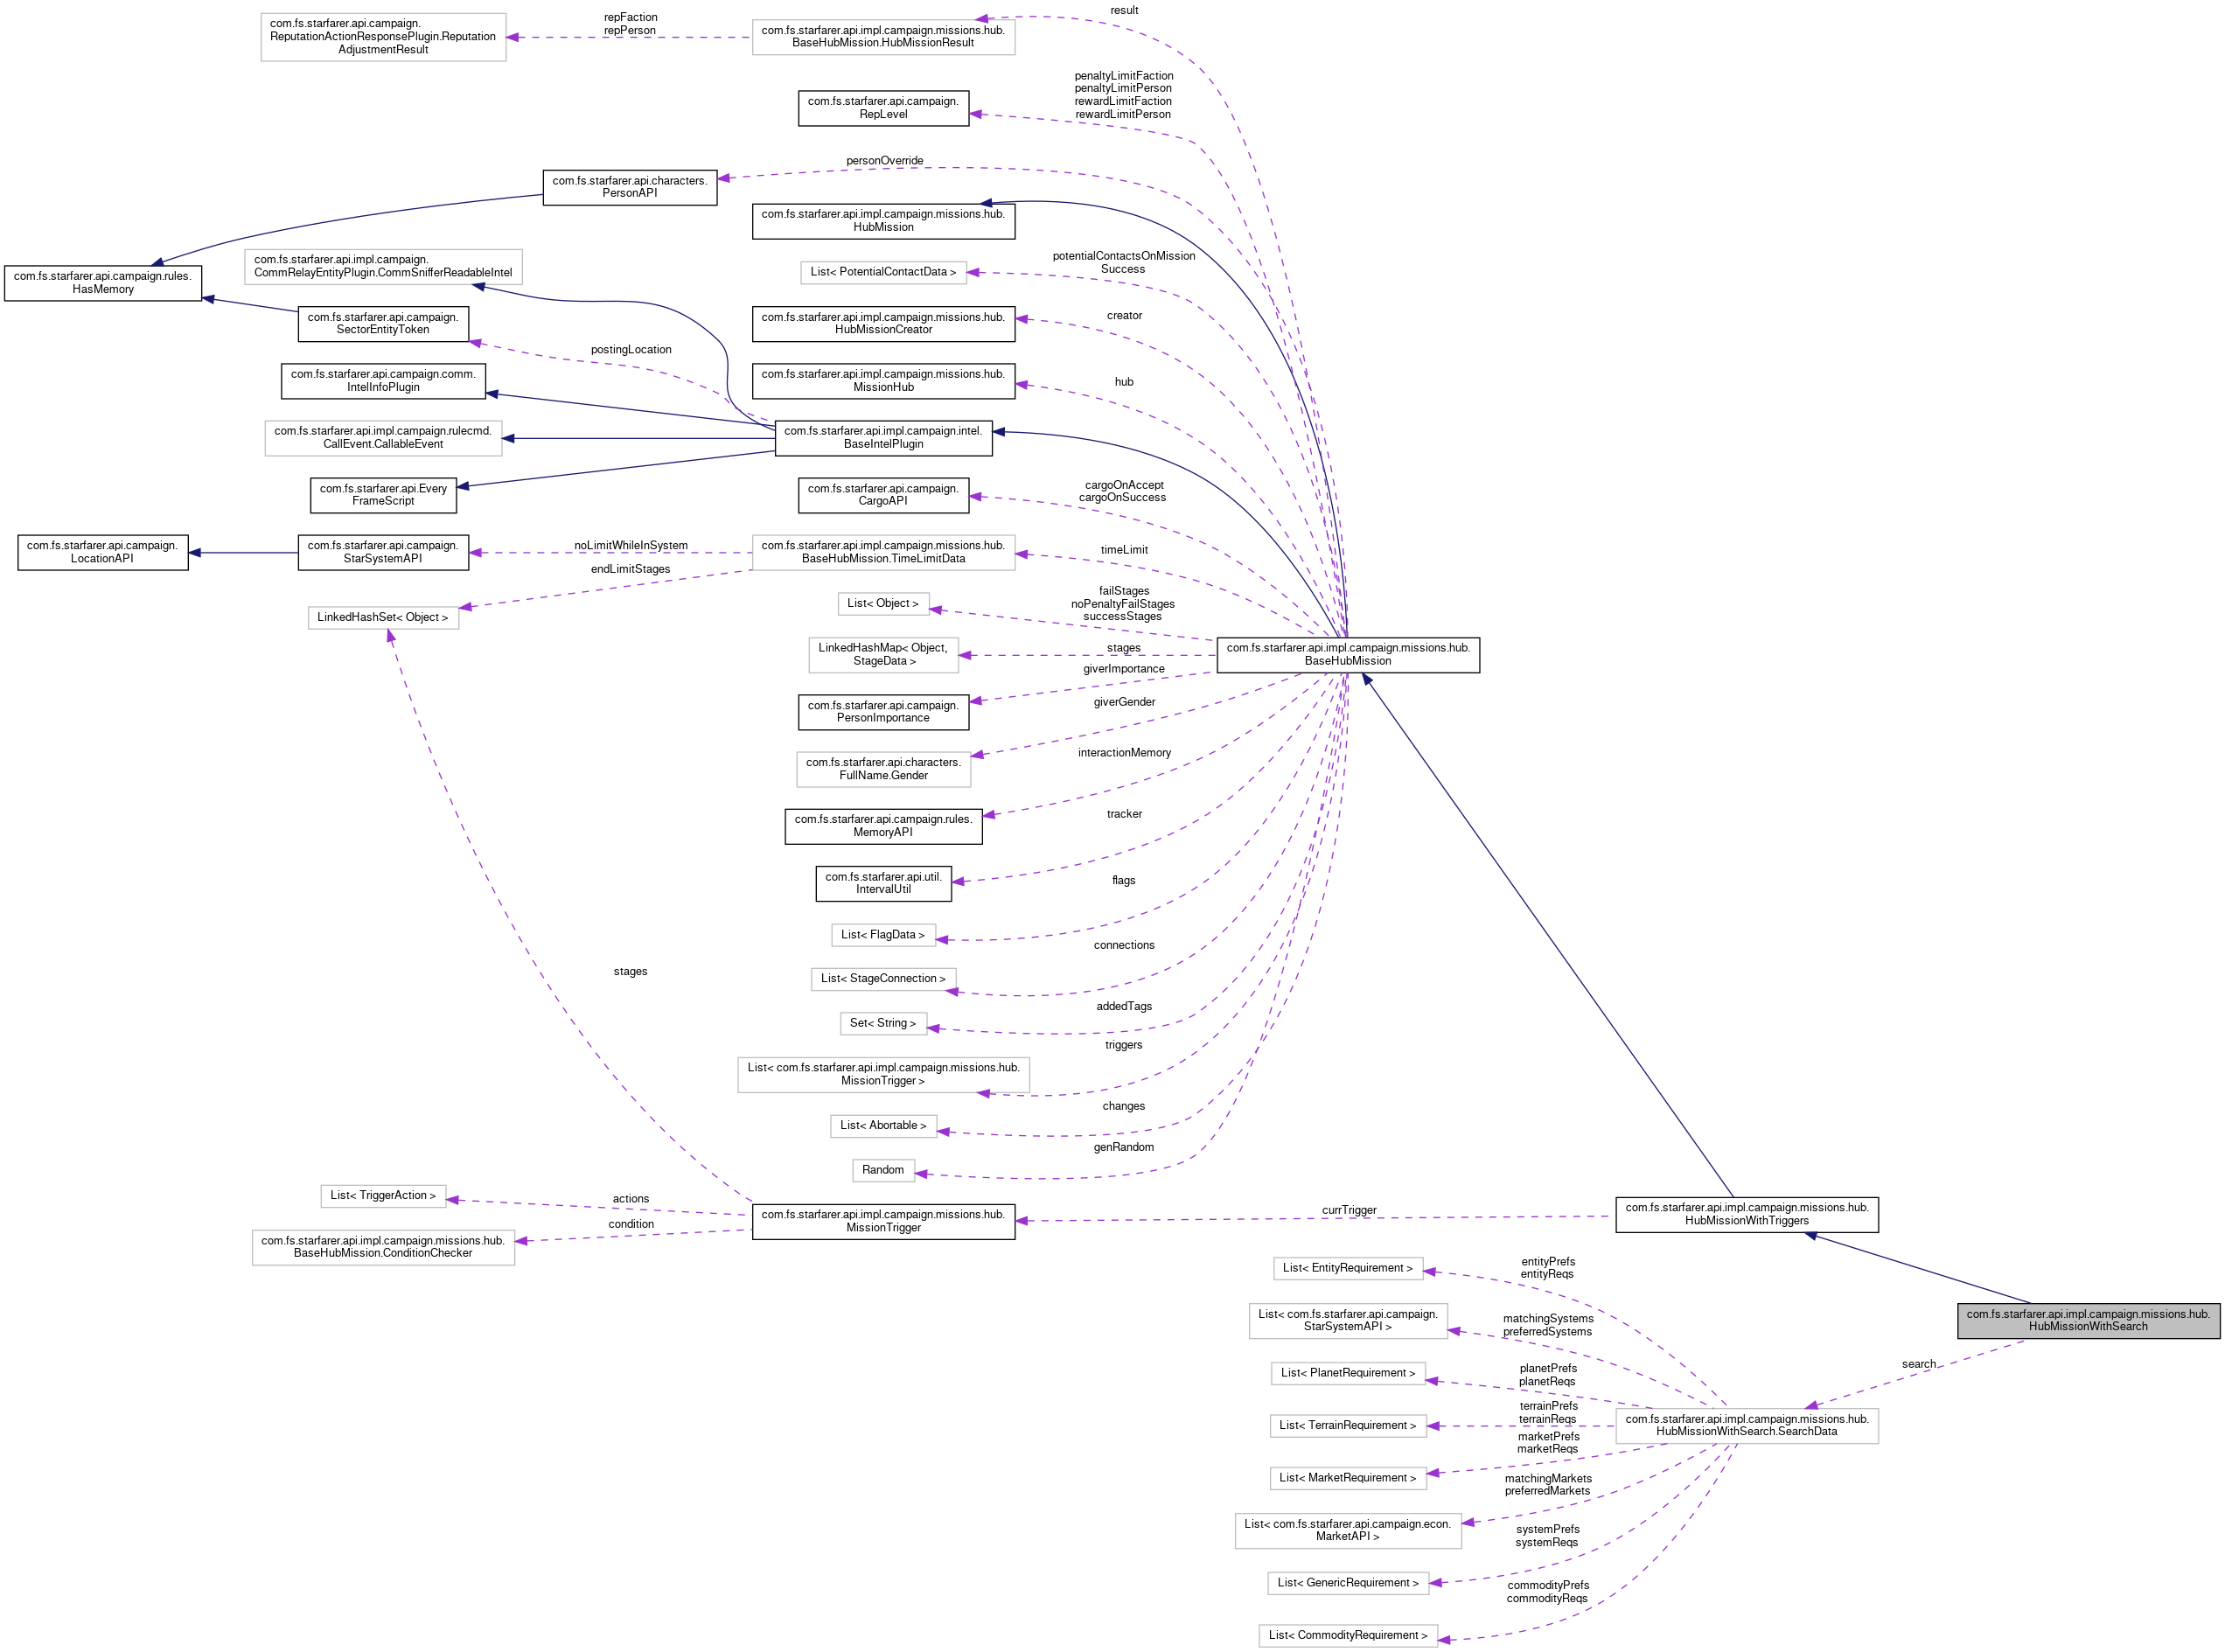 com.fs.starfarer.api.campaign.
ReputationActionResponsePlugin.Reputation
AdjustmentResult
repFaction
repPerson
com.fs.starfarer.api.impl.campaign.missions.hub.
BaseHubMission.HubMissionResult
result
com.fs.starfarer.api.campaign.
RepLevel
penaltyLimitFaction
penaltyLimitPerson
rewardLimitFaction
rewardLimitPerson
com.fs.starfarer.api.characters.
PersonAPI
personOverride
com.fs.starfarer.api.impl.campaign.missions.hub.
HubMission
com.fs.starfarer.api.campaign.rules.
HasMemory
com.fs.starfarer.api.impl.campaign.
CommRelayEntityPlugin.CommSnifferReadableIntel
List< PotentialContactData >
potentialContactsOnMission
Success
com.fs.starfarer.api.campaign.
SectorEntityToken
com.fs.starfarer.api.impl.campaign.missions.hub.
HubMissionCreator
creator
postingLocation
com.fs.starfarer.api.campaign.comm.
IntelInfoPlugin
com.fs.starfarer.api.impl.campaign.missions.hub.
MissionHub
hub
com.fs.starfarer.api.impl.campaign.rulecmd.
CallEvent.CallableEvent
com.fs.starfarer.api.impl.campaign.intel.
BaseIntelPlugin
com.fs.starfarer.api.Every
FrameScript
com.fs.starfarer.api.campaign.
CargoAPI
cargoOnAccept
cargoOnSuccess
com.fs.starfarer.api.campaign.
LocationAPI
com.fs.starfarer.api.campaign.
StarSystemAPI
noLimitWhileInSystem
endLimitStages
com.fs.starfarer.api.impl.campaign.missions.hub.
BaseHubMission.TimeLimitData
timeLimit
LinkedHashSet< Object >
List< Object >
failStages
noPenaltyFailStages
successStages
LinkedHashMap< Object,
StageData >
stages
com.fs.starfarer.api.impl.campaign.missions.hub.
BaseHubMission
com.fs.starfarer.api.campaign.
PersonImportance
giverImportance
com.fs.starfarer.api.characters.
FullName.Gender
giverGender
com.fs.starfarer.api.campaign.rules.
MemoryAPI
interactionMemory
com.fs.starfarer.api.util.
IntervalUtil
tracker
List< FlagData >
flags
List< StageConnection >
connections
stages
Set< String >
addedTags
List< com.fs.starfarer.api.impl.campaign.missions.hub.
MissionTrigger >
triggers
List< Abortable >
changes
Random
genRandom
List< TriggerAction >
actions
condition
com.fs.starfarer.api.impl.campaign.missions.hub.
BaseHubMission.ConditionChecker
com.fs.starfarer.api.impl.campaign.missions.hub.
MissionTrigger
currTrigger
com.fs.starfarer.api.impl.campaign.missions.hub.
HubMissionWithTriggers
List< EntityRequirement >
entityPrefs
entityReqs
List< com.fs.starfarer.api.campaign.
StarSystemAPI >
matchingSystems
preferredSystems
com.fs.starfarer.api.impl.campaign.missions.hub.
HubMissionWithSearch
search
List< PlanetRequirement >
planetPrefs
planetReqs
List< TerrainRequirement >
terrainPrefs
terrainReqs
com.fs.starfarer.api.impl.campaign.missions.hub.
HubMissionWithSearch.SearchData
List< MarketRequirement >
marketPrefs
marketReqs
List< com.fs.starfarer.api.campaign.econ.
MarketAPI >
matchingMarkets
preferredMarkets
List< GenericRequirement >
systemPrefs
systemReqs
List< CommodityRequirement >
commodityPrefs
commodityReqs